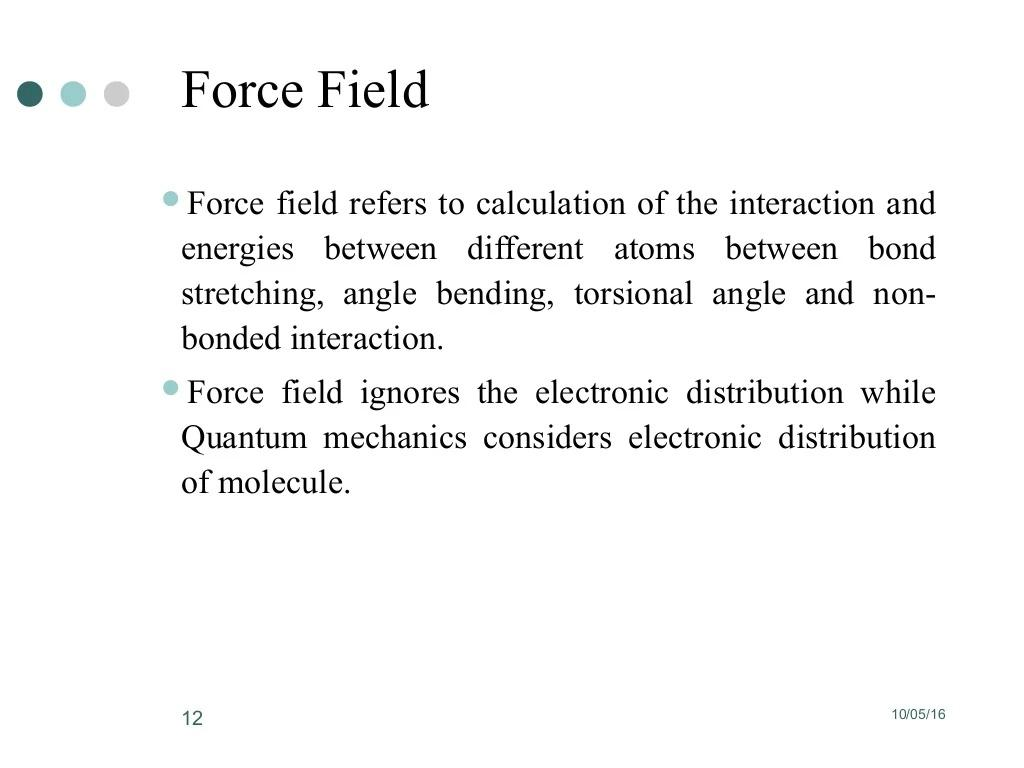 Force Field
Force field refers to calculation of the interaction and
energies between different atoms between bond
stretching, angle bending, torsional angle and non-
bonded interaction.
Force field ignores the electronic distribution while
Quantum mechanics considers electronic distribution
of molecule.
12
10/05/16